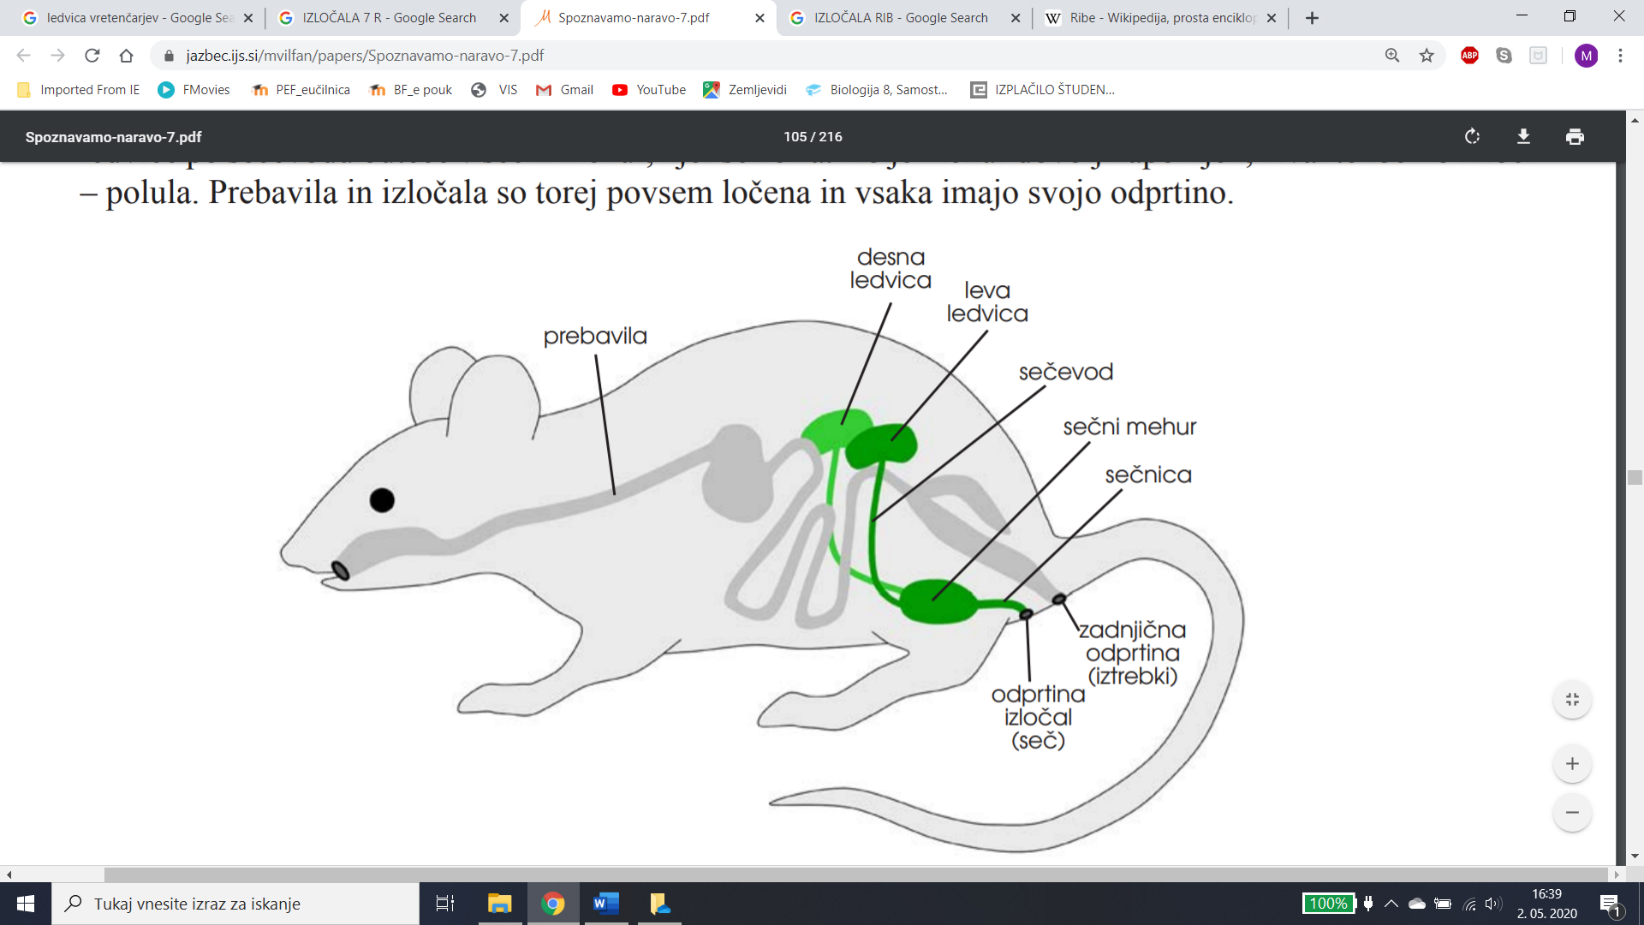 ledvica vretenčarjev - Google Sea
IZLOČALA 7 R - Google Search
Spoznavamo-naravo-7.pdf
IZLOČALA RIB - Google Search
Ribe - Wikipedija, prosta enciklop
jazbec.ijs.si/mvilfan/papers/Spoznavamo-naravo-7.pdf
ABP
M
Imported From IE
FMovies
PEF_eučilnica
BF_e pouk
VIS
Gmail
YouTube
Zemljevidi
Biologija 8, Samost...
IZPLAČILO ŠTUDEN...
Spoznavamo-naravo-7.pdf
105 / 216
– polula. Prebavila in izločala so torej povsem ločena in vsaka imajo svojo odprtino.
desna
ledvica
leva
ledvica
prebavila
sečevod
sečni mehur
sečnica
zadnjična
odprtina
(iztrebki)
odprtina
izločal
(seč)
Tukaj vnesite izraz za iskanje
100%
16:39
2. 05. 2020
1